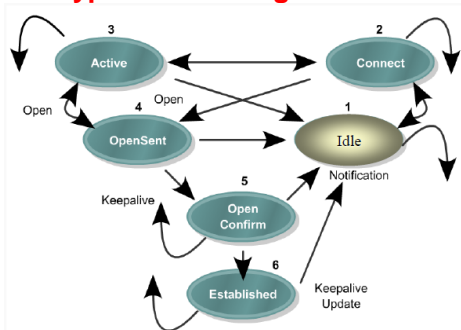 3
2
Active
Connect
Open
4
Open
1
OpenSent
Idle
Notification
5
Keepalive
Open
Confirm
6
Established
Keepalive
Update